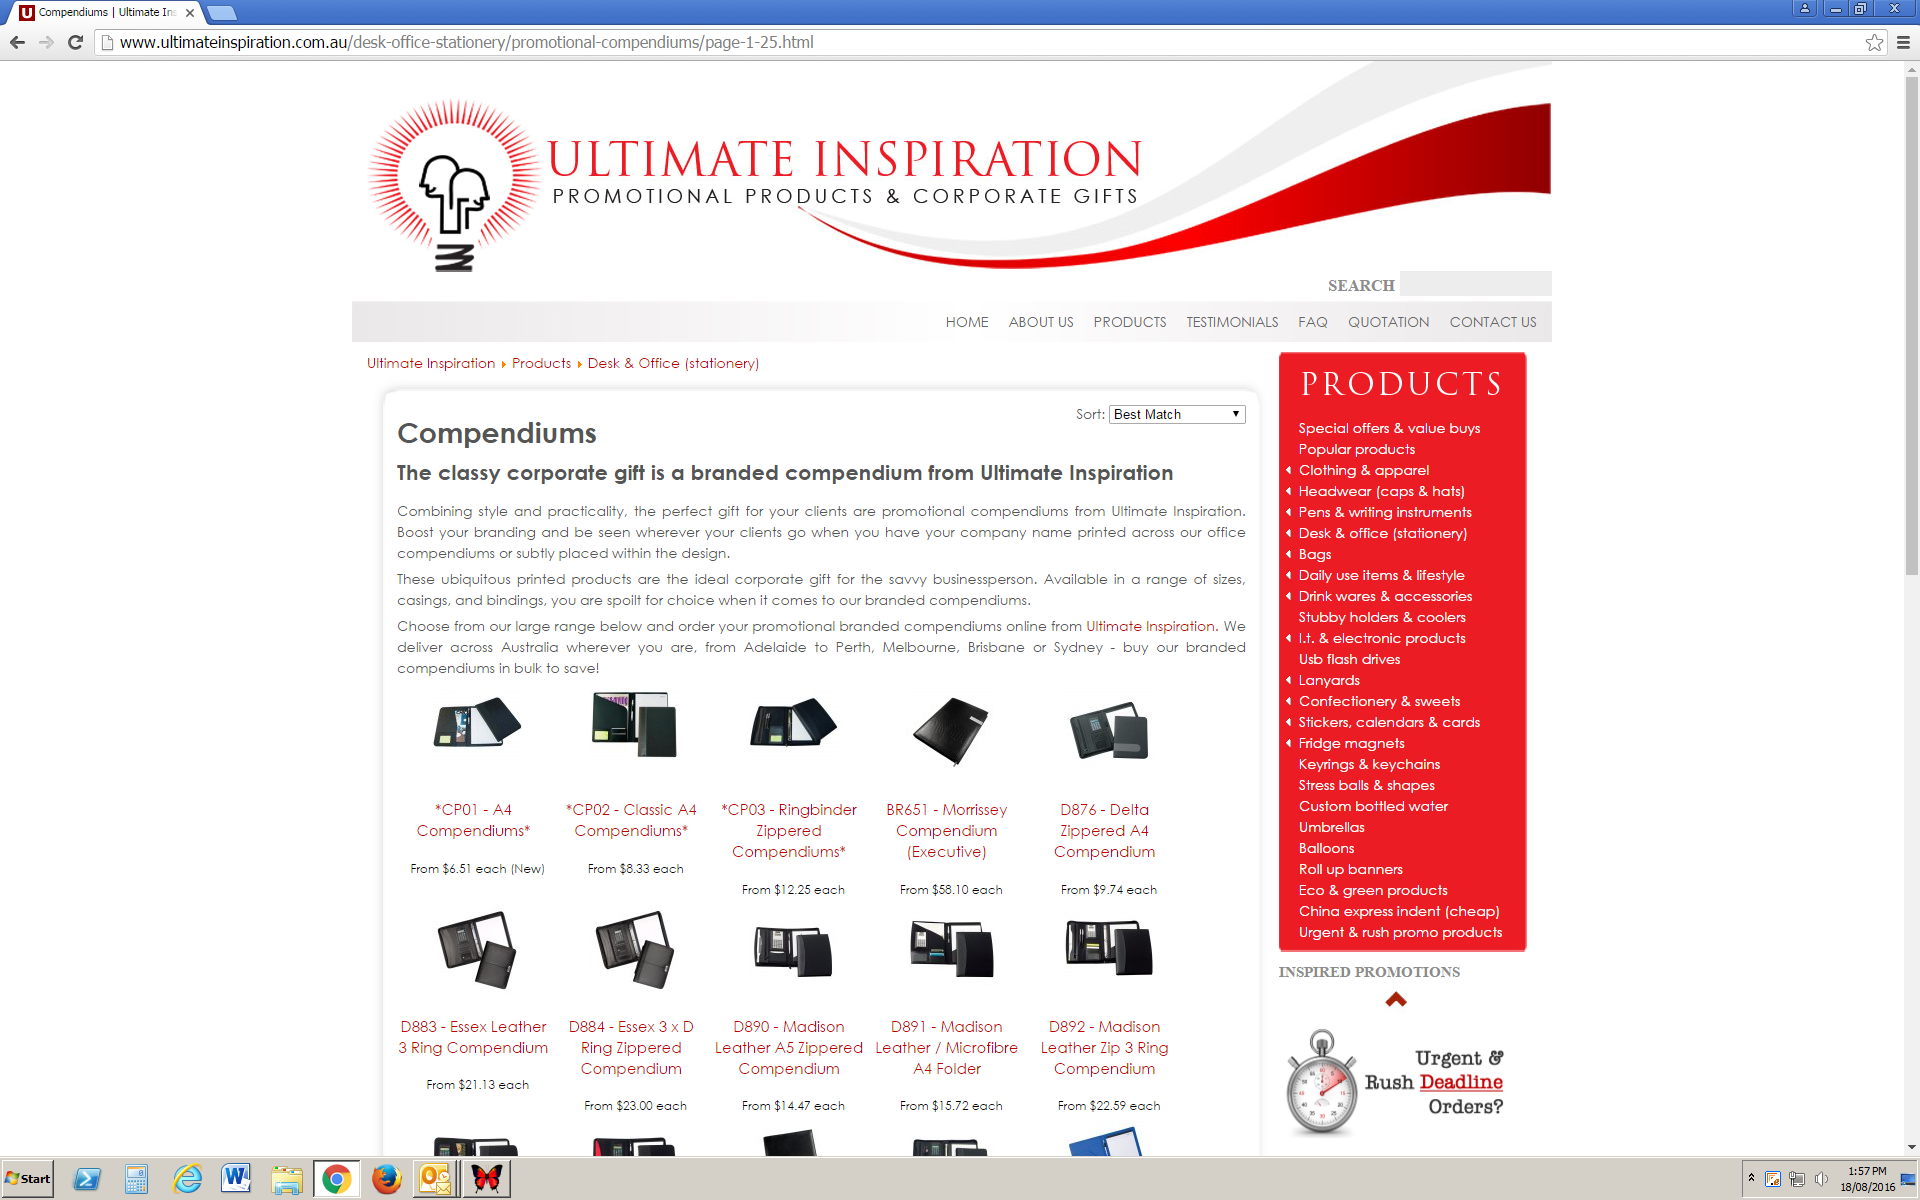 Compendiums | Ultimate In
www.ultimateinspiration.com.au/desk-office-stationery/promotional-compendiums/page-1-25.html
ULTIMATE INSPIRATION
PROMOTIONAL PRODUCTS & CORPORATE GIFTS
SEARCH
HOME ABOUT US PRODUCTS TESTIMONIALS FAQ QUOTATION CONTACT US
Ultimate Inspiration Products Desk & Office (stationery)
Sort: Best Match
Compendiums
The classy corporate gift is a branded compendium from Ultimate Inspiration
Combining style and practicality, the perfect gift for your clients are promotional compendiums from Ultimate Inspiration.
Boost your branding and be seen wherever your clients go when you have your company name printed across our office
compendiums or subtly placed within the design.
These ubiquitous printed products are the ideal corporate gift for the savvy businessperson. Available in a range of sizes,
casings, and bindings, you are spoilt for choice when it comes to our branded compendiums.
Choose from our large range below and order your promotional branded compendiums online from Ultimate Inspiration. We
deliver across Australia wherever you are, from Adelaide to Perth, Melbourne, Brisbane or Sydney - buy our branded
compendiums in bulk to save!
*CP01 - A4
Compendiums*
From $6.51 each (New)
*CP02 - Classic A4
Compendiums*
From $8.33 each
*CP03 - Ringbinder
Zippered
Compendiums*
From $12.25 each
BR651 - Morrissey
Compendium
(Executive)
From $58.10 each
D876 - Delta
Zippered A4
Compendium
From $9.74 each
D883 - Essex Leather
3 Ring Compendium
From $21.13 each
D884 - Essex 3 x D
Ring Zippered
Compendium
From $23.00 each
D890 - Madison
Leather A5 Zippered
Compendium
From $14.47 each
D891 - Madison
Leather / Microfibre
A4 Folder
From $15.72 each
D892 - Madison
Leather Zip 3 Ring
Compendium
From $22.59 each
PRODUCTS
Special offers & value buys
Popular products
Clothing & apparel
Headwear (caps & hats)
Pens & writing instruments
Desk & office (stationery)
Bags
Daily use items & lifestyle
Drink wares & accessories
Stubby holders & coolers
I.t. & electronic products
Usb flash drives
Lanyards
Confectionery & sweets
Stickers, calendars & cards
Fridge magnets
Keyrings & keychains
Stress balls & shapes
Custom bottled water
Umbrellas
Balloons
Roll up banners
Eco & green products
China express indent (cheap)
Urgent & rush promo products
INSPIRED PROMOTIONS
Urgent &
Rush Deadline
Orders?
Start
1:57 PM
18/08/2016